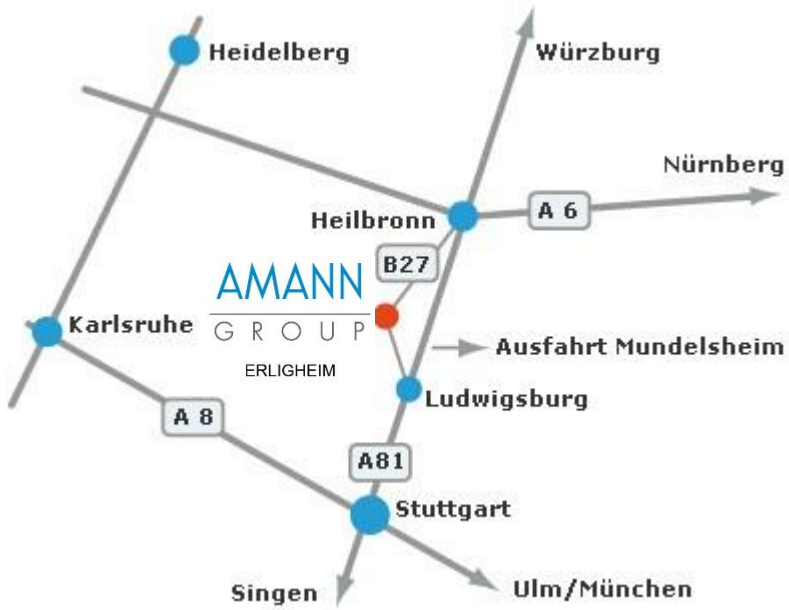 Heidelberg
Würzburg
Nürnberg
A 6
Heilbronn
B27
AMANN
GROUP
ERLIGHEIM
Karlsruhe
Ausfahrt Mundelsheim
Ludwigsburg
A 8
A81
Stuttgart
Singen
Ulm/München